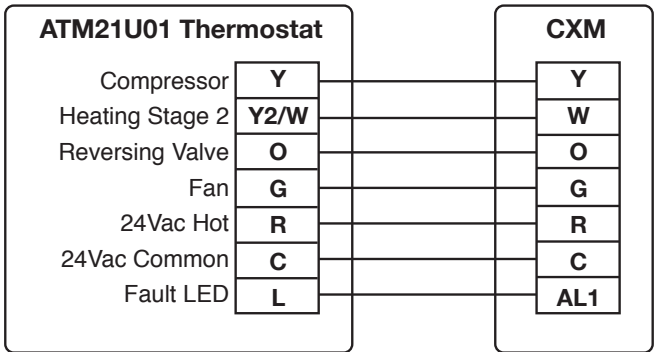 ATM21U01 Thermostat CXM
Compressor Y Y
Heating Stage 2 Y2/W W
Reversing Valve O O
Fan G G
24Vac Hot R R
24Vac Common C C
Fault LED L AL1